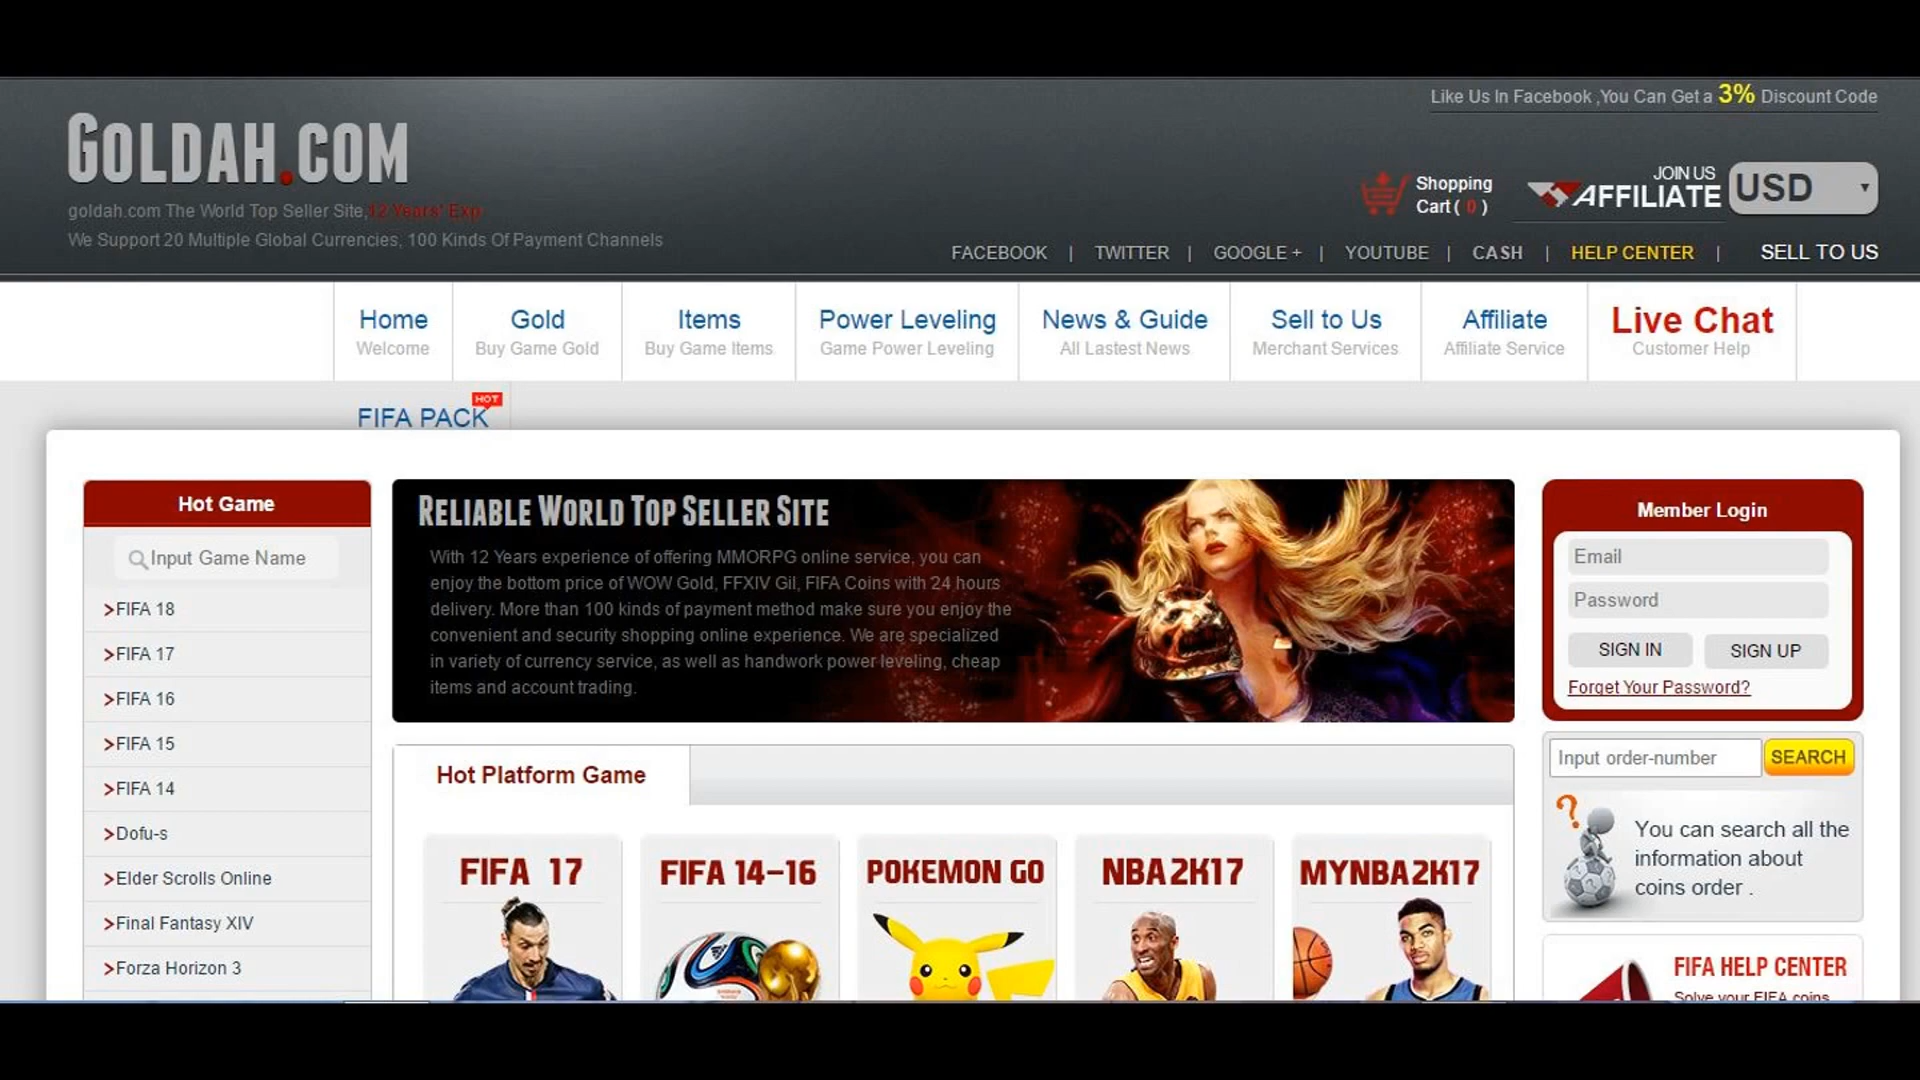 Like Us In Facebook ,You Can Get a 3% Discount Code
GOLDAH.COM
goldah.com The World Top Seller Site,12 Years' Exp
We Support 20 Multiple Global Currencies, 100 Kinds Of Payment Channels
Shopping
Cart ( 0 )
JOIN US
AFFILIATE
USD
FACEBOOK | TWITTER | GOOGLE + | YOUTUBE | CASH | HELP CENTER | SELL TO US
Home
Welcome
Gold
Buy Game Gold
Items
Buy Game Items
Power Leveling
Game Power Leveling
News & Guide
All Lastest News
Sell to Us
Merchant Services
Affiliate
Affiliate Service
Live Chat
Customer Help
FIFA PACK
HOT
Hot Game
Input Game Name
FIFA 18
FIFA 17
FIFA 16
FIFA 15
FIFA 14
Dofu-s
Elder Scrolls Online
Final Fantasy XIV
Forza Horizon 3
RELIABLE WORLD TOP SELLER SITE
With 12 Years experience of offering MMORPG online service, you can
enjoy the bottom price of WOW Gold, FFXIV Gil, FIFA Coins with 24 hours
delivery. More than 100 kinds of payment method make sure you enjoy the
convenient and security shopping online experience. We are specialized
in variety of currency service, as well as handwork power leveling, cheap
items and account trading.
Hot Platform Game
FIFA 17
FIFA 14-16
POKEMON GO
NBA2K17
MYNBA2K17
Member Login
Email
Password
SIGN IN
SIGN UP
Forget Your Password?
Input order-number
SEARCH
You can search all the
information about
coins order .
FIFA HELP CENTER
Solve your FIFA coins